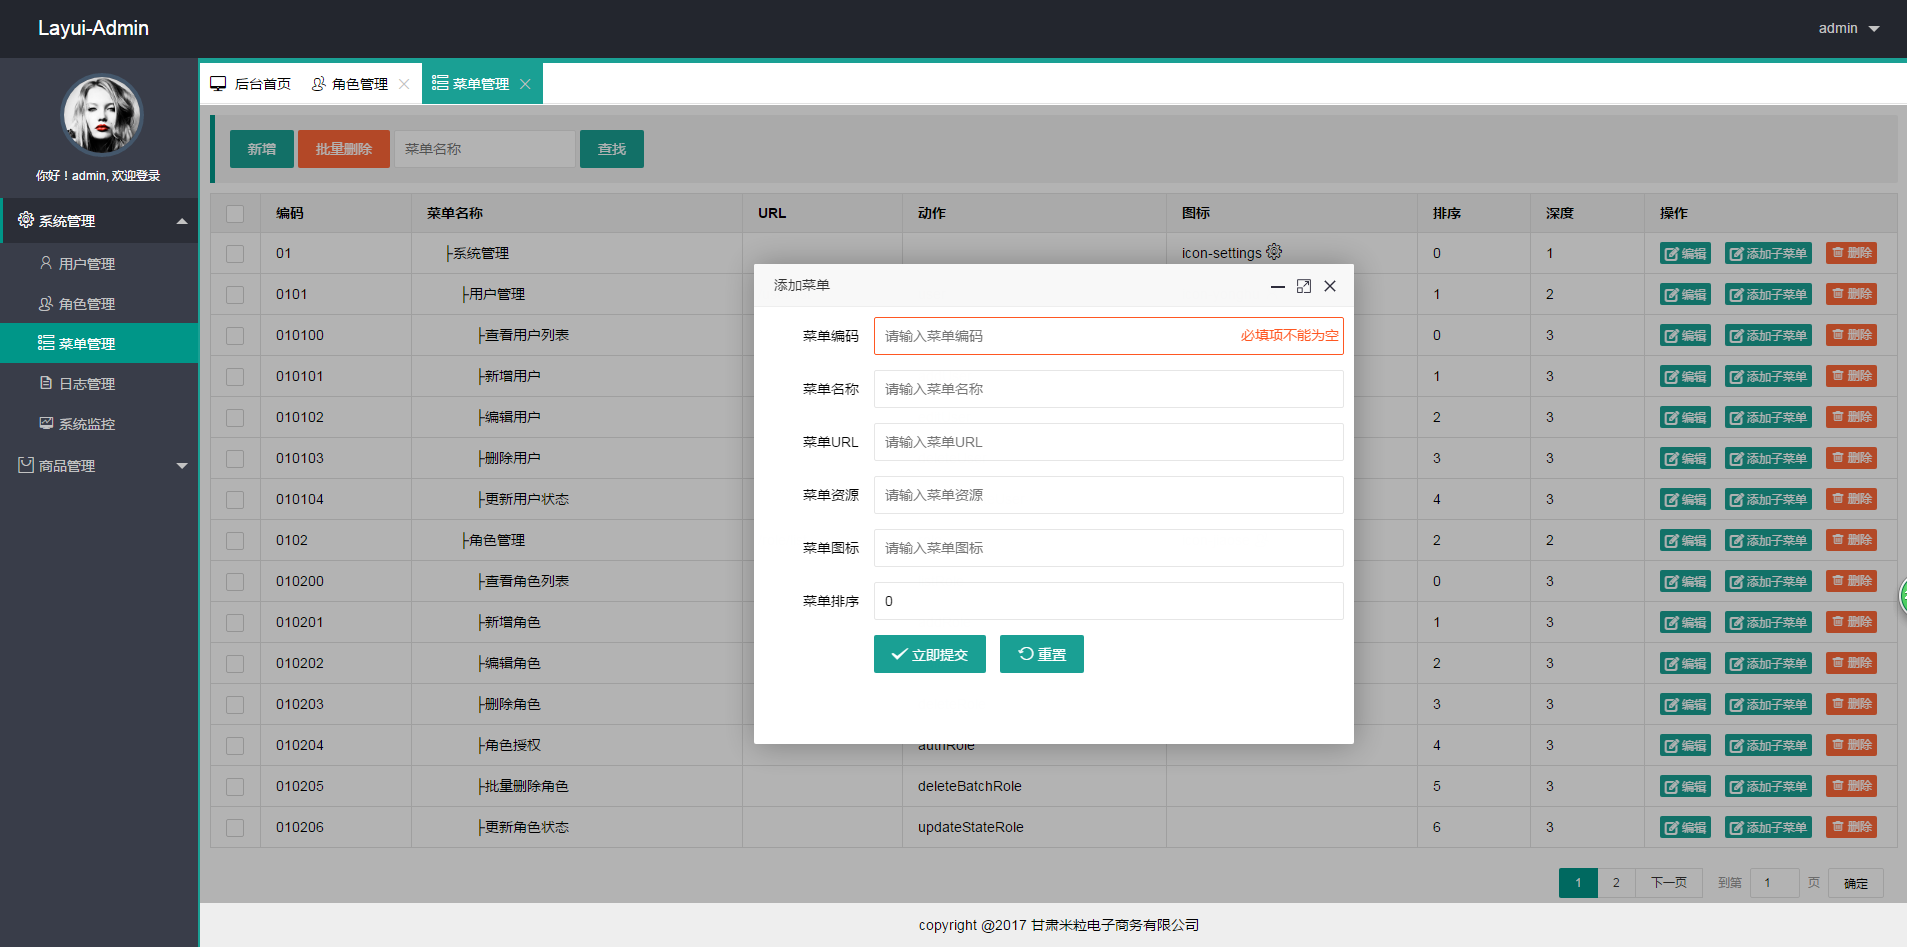 Layui-Admin
admin
你好！admin, 欢迎登录
系统管理
用户管理
角色管理
菜单管理
日志管理
系统监控
商品管理
后台首页 角色管理 菜单管理
新增 批量删除 菜单名称 查找
编码 菜单名称 URL 动作 图标 排序 深度 操作
01 ├系统管理 icon-settings 0 1 编辑 添加子菜单 删除
0101 ├用户管理 1 2 编辑 添加子菜单 删除
010100 ├查看用户列表 0 3 编辑 添加子菜单 删除
010101 ├新增用户 1 3 编辑 添加子菜单 删除
010102 ├编辑用户 2 3 编辑 添加子菜单 删除
010103 ├删除用户 3 3 编辑 添加子菜单 删除
010104 ├更新用户状态 4 3 编辑 添加子菜单 删除
0102 ├角色管理 2 2 编辑 添加子菜单 删除
010200 ├查看角色列表 0 3 编辑 添加子菜单 删除
010201 ├新增角色 1 3 编辑 添加子菜单 删除
010202 ├编辑角色 2 3 编辑 添加子菜单 删除
010203 ├删除角色 3 3 编辑 添加子菜单 删除
010204 ├角色授权 authRole 4 3 编辑 添加子菜单 删除
010205 ├批量删除角色 deleteBatchRole 5 3 编辑 添加子菜单 删除
010206 ├更新角色状态 updateStateRole 6 3 编辑 添加子菜单 删除
添加菜单
菜单编码 请输入菜单编码 必填项不能为空
菜单名称 请输入菜单名称
菜单URL 请输入菜单URL
菜单资源 请输入菜单资源
菜单图标 请输入菜单图标
菜单排序 0
立即提交 重置
1 2 下一页 到第 1 页 确定
copyright @2017 甘肃米粒电子商务有限公司